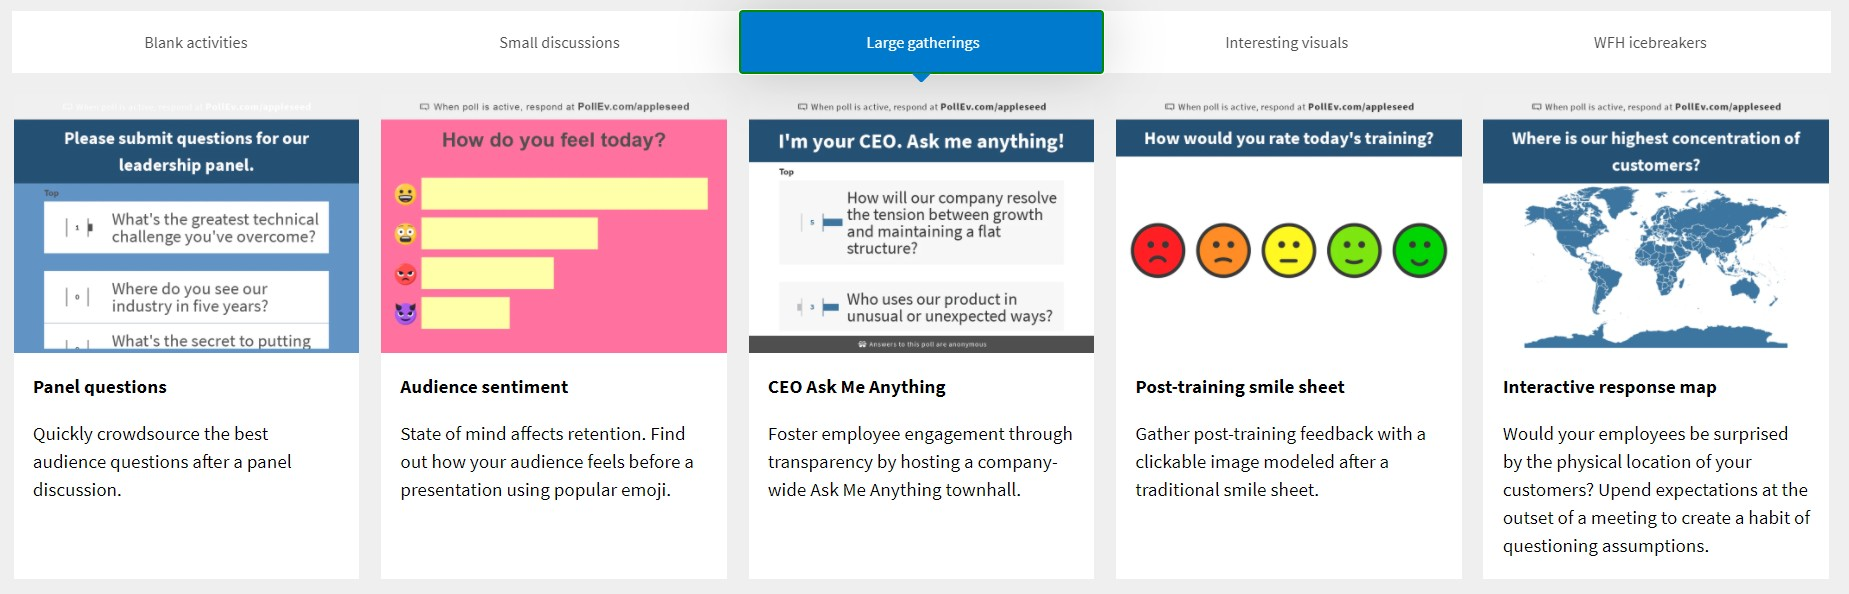 Blank activities
Small discussions
Large gatherings
Interesting visuals
WFH icebreakers
When poll is active, respond at PollEv.com/appleseed
Please submit questions for our
leadership panel.
Top
1
What's the greatest technical
challenge you've overcome?
0
Where do you see our
industry in five years?
What's the secret to putting
Panel questions
Quickly crowdsource the best
audience questions after a panel
discussion.
When poll is active, respond at PollEv.com/appleseed
How do you feel today?
Audience sentiment
State of mind affects retention. Find
out how your audience feels before a
presentation using popular emoji.
When poll is active, respond at PollEv.com/appleseed
I'm your CEO. Ask me anything!
Top
5
How will our company resolve
the tension between growth
and maintaining a flat
structure?
3
Who uses our product in
unusual or unexpected ways?
Answers to this poll are anonymous
CEO Ask Me Anything
Foster employee engagement through
transparency by hosting a company-
wide Ask Me Anything townhall.
When poll is active, respond at PollEv.com/appleseed
How would you rate today's training?
Post-training smile sheet
Gather post-training feedback with a
clickable image modeled after a
traditional smile sheet.
When poll is active, respond at PollEv.com/appleseed
Where is our highest concentration of
customers?
Interactive response map
Would your employees be surprised
by the physical location of your
customers? Upend expectations at the
outset of a meeting to create a habit of
questioning assumptions.